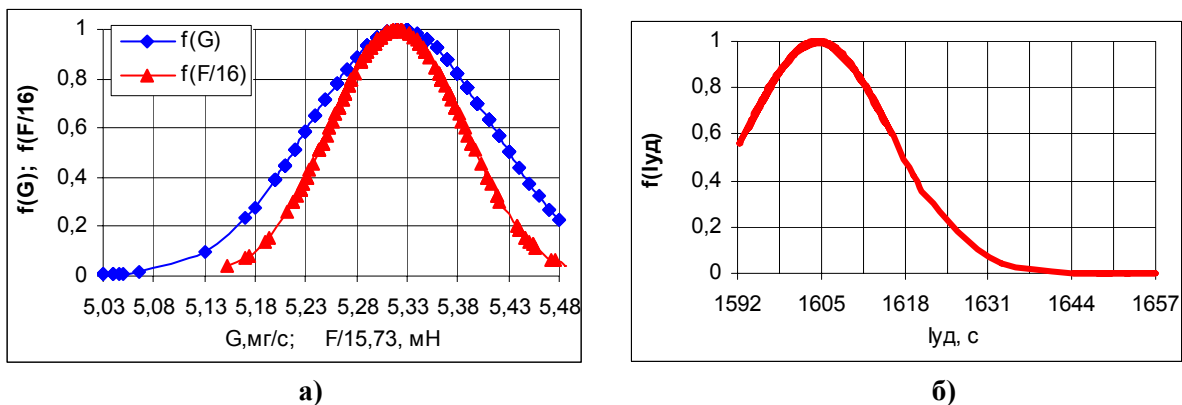 f(G); f(F/16)
1
0,8
0,6
0,4
0,2
0
f(G)
f(F/16)
5,03 5,08 5,13 5,18 5,23 5,28 5,33 5,38 5,43 5,48
G,мг/с; F/15,73, мН
а)
f(Iуд)
1
0,8
0,6
0,4
0,2
0
1592 1605 1618 1631 1644 1657
Iуд, с
б)